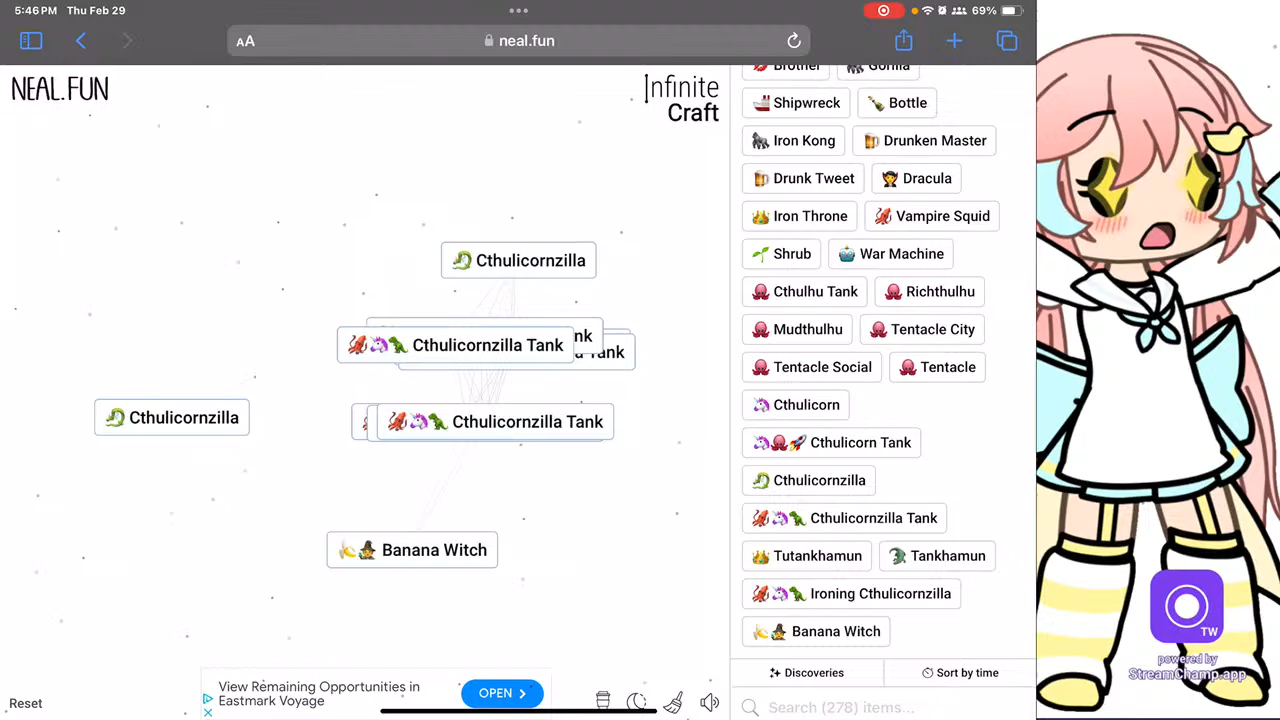 5:46 PM Thu Feb 29
69%
AA
neal.fun
NEAL.FUN
Infinite
Craft
Cthulicornzilla
Cthulicornzilla Tank
nk
a Tank
Cthulicornzilla
Cthulicornzilla Tank
Banana Witch
Brother
Gorilla
Shipwreck
Bottle
Iron Kong
Drunken Master
Drunk Tweet
Dracula
Iron Throne
Vampire Squid
Shrub
War Machine
Cthulhu Tank
Richthulhu
Mudthulhu
Tentacle City
Tentacle Social
Tentacle
Cthulicorn
Cthulicorn Tank
Cthulicornzilla
Cthulicornzilla Tank
Tutankhamun
Tankhamun
Ironing Cthulicornzilla
Banana Witch
Discoveries
Sort by time
Search (278) items...
Reset
View Remaining Opportunities in
Eastmark Voyage
OPEN
TW
powered by
StreamChamp.app